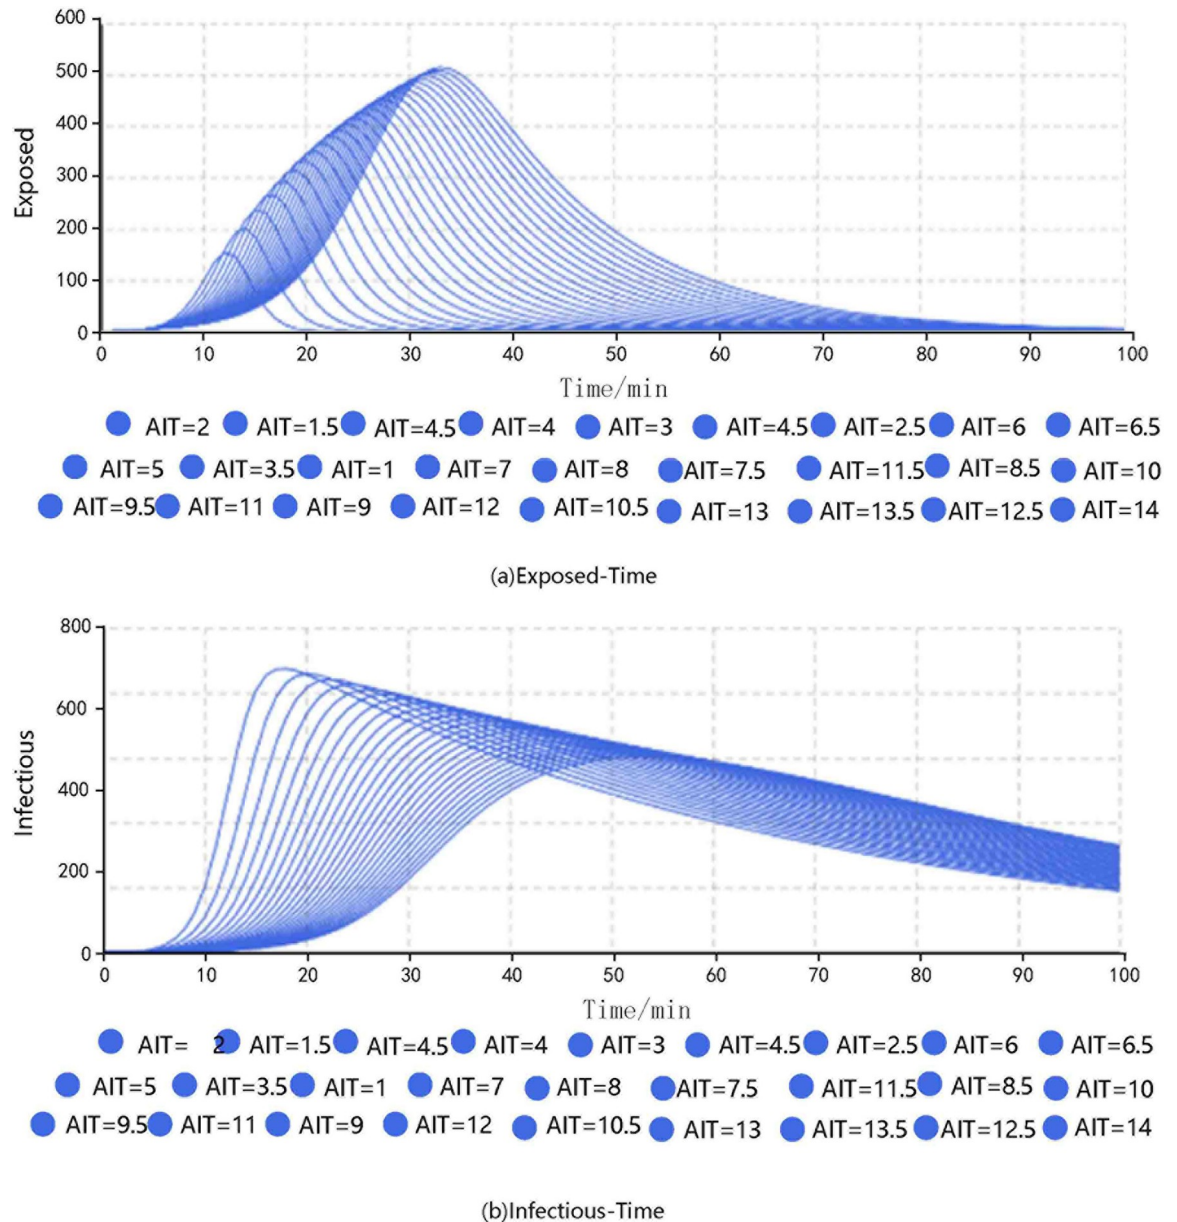 600
500
400
300
200
100
0
Exposed
0 10 20 30 40 50 60 70 80 90 100
Time/min
AIT=2 AIT=1.5 AIT=4.5 AIT=4 AIT=3 AIT=4.5 AIT=2.5 AIT=6 AIT=6.5
AIT=5 AIT=3.5 AIT=1 AIT=7 AIT=8 AIT=7.5 AIT=11.5 AIT=8.5 AIT=10
AIT=9.5 AIT=11 AIT=9 AIT=12 AIT=10.5 AIT=13 AIT=13.5 AIT=12.5 AIT=14
(a)Exposed-Time
800
600
400
200
0
Infectious
0 10 20 30 40 50 60 70 80 90 100
Time/min
AIT= 2 AIT=1.5 AIT=4.5 AIT=4 AIT=3 AIT=4.5 AIT=2.5 AIT=6 AIT=6.5
AIT=5 AIT=3.5 AIT=1 AIT=7 AIT=8 AIT=7.5 AIT=11.5 AIT=8.5 AIT=10
AIT=9.5 AIT=11 AIT=9 AIT=12 AIT=10.5 AIT=13 AIT=13.5 AIT=12.5 AIT=14
(b)Infectious-Time